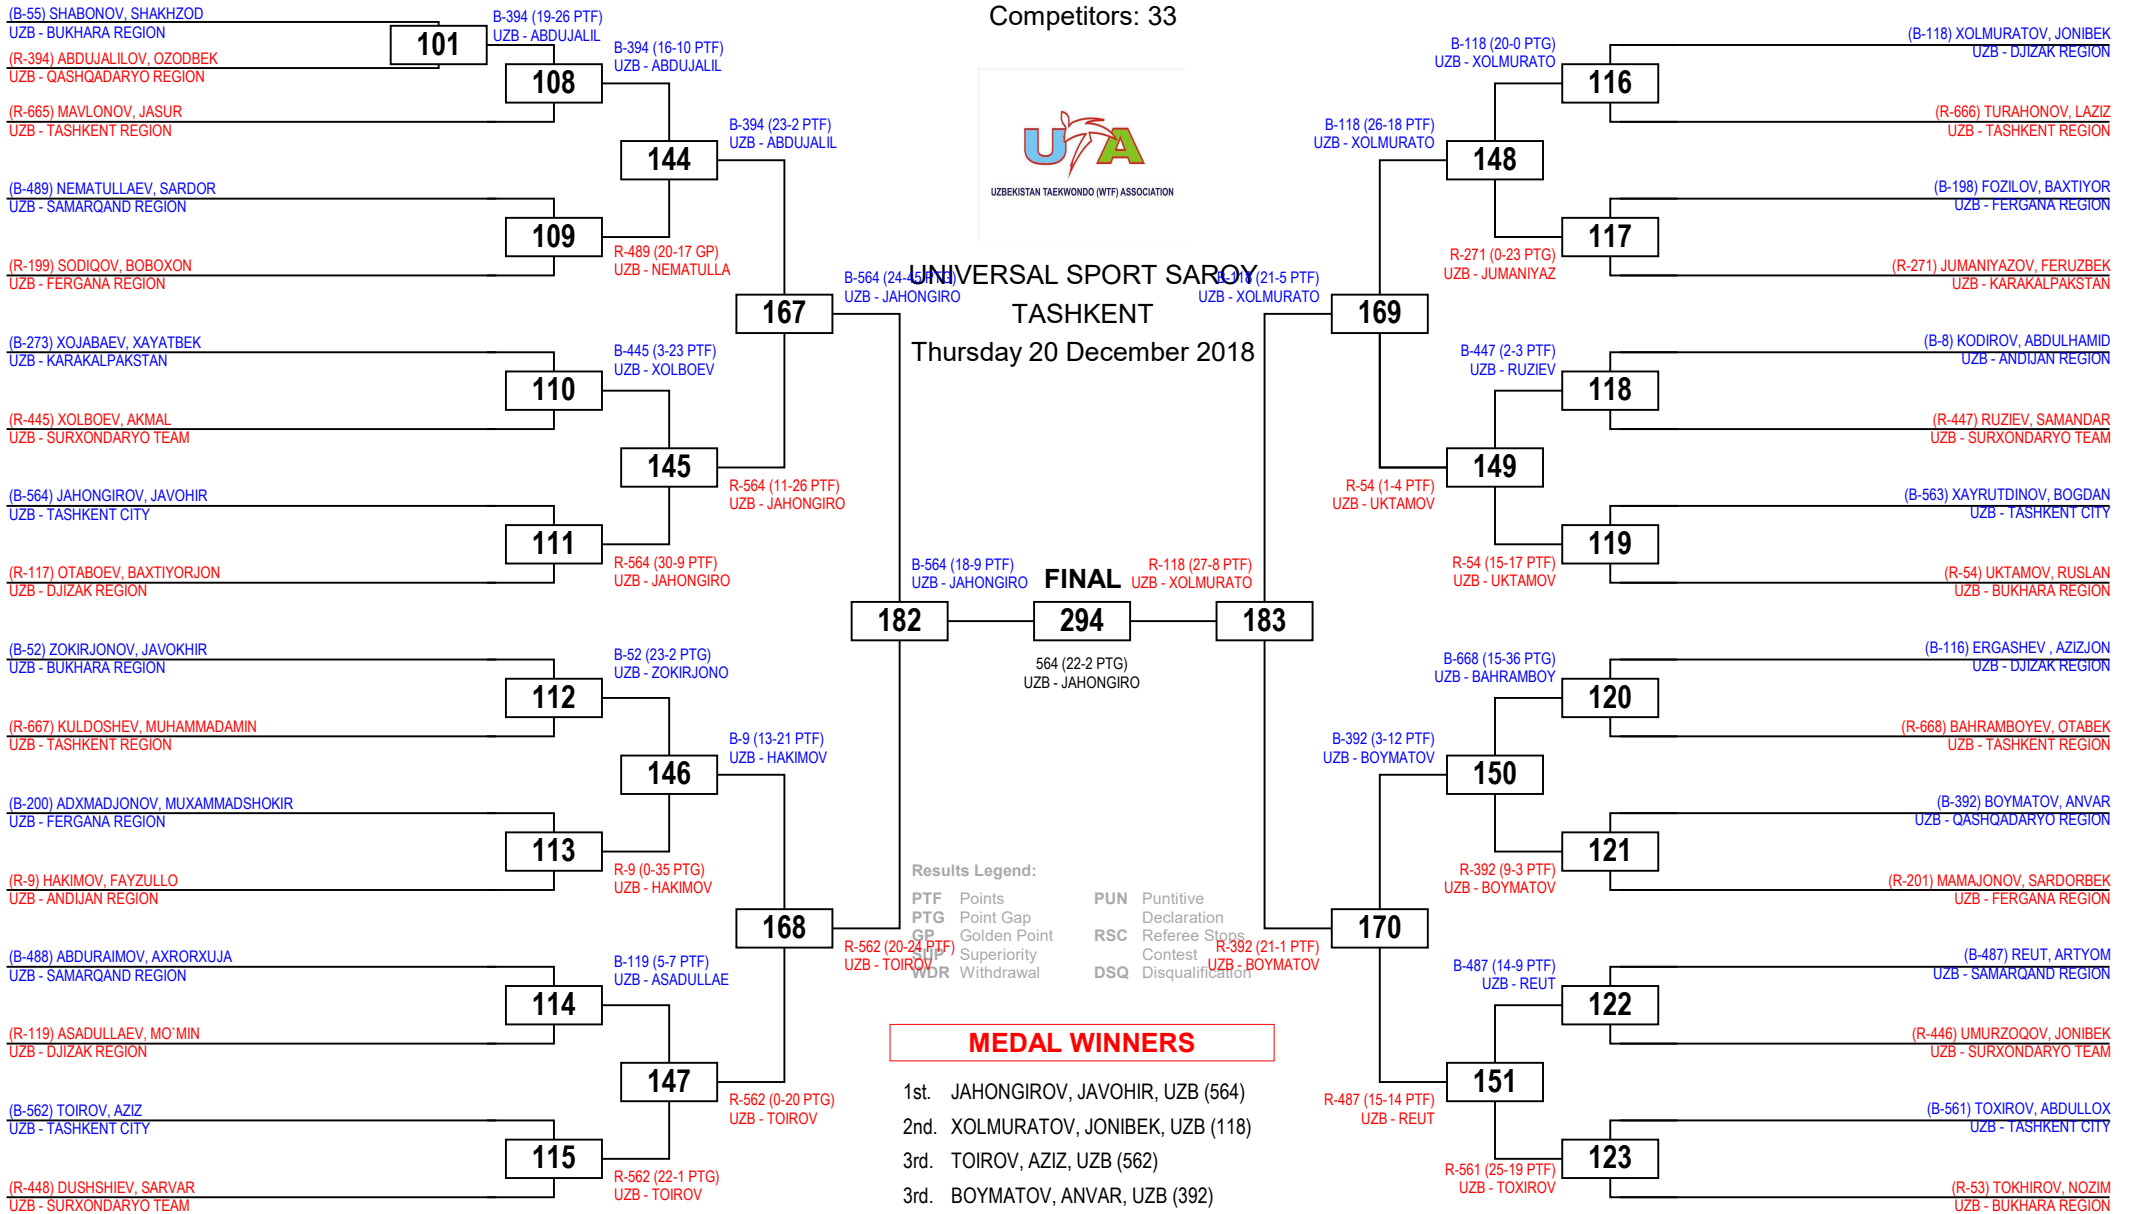 Competitors: 33
(B-55) SHABONOV, SHAKHZOD
UZB - BUKHARA REGION
(R-394) ABDUJALILOV, OZODBEK
UZB - QASHQADARYO REGION
(R-665) MAVLONOV, JASUR
UZB - TASHKENT REGION
(B-489) NEMATULLAEV, SARDOR
UZB - SAMARQAND REGION
(R-199) SODIQOV, BOBOXON
UZB - FERGANA REGION
(B-273) XOJABAEV, XAYATBEK
UZB - KARAKALPAKSTAN
(R-445) XOLBOEV, AKMAL
UZB - SURXONDARYO TEAM
(B-564) JAHONGIROV, JAVOHIR
UZB - TASHKENT CITY
(R-117) OTABOEV, BAXTIYORJON
UZB - DJIZAK REGION
(B-52) ZOKIRJONOV, JAVOKHIR
UZB - BUKHARA REGION
(R-667) KULDOSHEV, MUHAMMADAMIN
UZB - TASHKENT REGION
(B-200) ADXMADJONOV, MUXAMMADSHOKIR
UZB - FERGANA REGION
(R-9) HAKIMOV, FAYZULLO
UZB - ANDIJAN REGION
(B-488) ABDURAIMOV, AXRORXUJA
UZB - SAMARQAND REGION
(R-119) ASADULLAEV, MO`MIN
UZB - DJIZAK REGION
(B-562) TOIROV, AZIZ
UZB - TASHKENT CITY
(R-448) DUSHSHIEV, SARVAR
UZB - SURXONDARYO TEAM
101
B-394 (19-26 PTF)
UZB - ABDUJALIL
108
109
110
111
112
113
114
115
B-394 (16-10 PTF)
UZB - ABDUJALIL
144
R-489 (20-17 GP)
UZB - NEMATULLA
B-445 (3-23 PTF)
UZB - XOLBOEV
145
R-564 (30-9 PTF)
UZB - JAHONGIRO
B-52 (23-2 PTG)
UZB - ZOKIRJONO
146
R-9 (0-35 PTG)
UZB - HAKIMOV
B-119 (5-7 PTF)
UZB - ASADULLAE
147
R-562 (22-1 PTG)
UZB - TOIROV
B-394 (23-2 PTF)
UZB - ABDUJALIL
167
R-564 (11-26 PTF)
UZB - JAHONGIRO
B-9 (13-21 PTF)
UZB - HAKIMOV
168
R-562 (0-20 PTG)
UZB - TOIROV
B-564 (24-45 PTG)
UZB - JAHONGIRO
182
R-562 (20-24 PTF)
UZB - TOIROV
UTA
UZBEKISTAN TAEKWONDO (WTF) ASSOCIATION
UNIVERSAL SPORT SAROY
TASHKENT
Thursday 20 December 2018
B-564 (18-9 PTF)
UZB - JAHONGIRO
FINAL
R-118 (27-8 PTF)
UZB - XOLMURATO
294
564 (22-2 PTG)
UZB - JAHONGIRO
Results Legend:
PTF Points
PTG Point Gap
GP Golden Point
SUP Superiority
WDR Withdrawal
PUN Puntitive Declaration
RSC Referee Stops Contest
DSQ Disqualification
MEDAL WINNERS
1st. JAHONGIROV, JAVOHIR, UZB (564)
2nd. XOLMURATOV, JONIBEK, UZB (118)
3rd. TOIROV, AZIZ, UZB (562)
3rd. BOYMATOV, ANVAR, UZB (392)
B-118 (21-5 PTF)
UZB - XOLMURATO
183
R-392 (21-1 PTF)
UZB - BOYMATOV
B-118 (26-18 PTF)
UZB - XOLMURATO
169
R-54 (1-4 PTF)
UZB - UKTAMOV
B-392 (3-12 PTF)
UZB - BOYMATOV
170
R-487 (15-14 PTF)
UZB - REUT
B-118 (20-0 PTG)
UZB - XOLMURATO
148
R-271 (0-23 PTG)
UZB - JUMANIYAZ
B-447 (2-3 PTF)
UZB - RUZIEV
149
R-54 (15-17 PTF)
UZB - UKTAMOV
B-668 (15-36 PTG)
UZB - BAHRAMBOY
150
R-392 (9-3 PTF)
UZB - BOYMATOV
B-487 (14-9 PTF)
UZB - REUT
151
R-561 (25-19 PTF)
UZB - TOXIROV
116
117
118
119
120
121
122
123
(B-118) XOLMURATOV, JONIBEK
UZB - DJIZAK REGION
(R-666) TURAHONOV, LAZIZ
UZB - TASHKENT REGION
(B-198) FOZILOV, BAXTIYOR
UZB - FERGANA REGION
(R-271) JUMANIYAZOV, FERUZBEK
UZB - KARAKALPAKSTAN
(B-8) KODIROV, ABDULHAMID
UZB - ANDIJAN REGION
(R-447) RUZIEV, SAMANDAR
UZB - SURXONDARYO TEAM
(B-563) XAYRUTDINOV, BOGDAN
UZB - TASHKENT CITY
(R-54) UKTAMOV, RUSLAN
UZB - BUKHARA REGION
(B-116) ERGASHEV , AZIZJON
UZB - DJIZAK REGION
(R-668) BAHRAMBOYEV, OTABEK
UZB - TASHKENT REGION
(B-392) BOYMATOV, ANVAR
UZB - QASHQADARYO REGION
(R-201) MAMAJONOV, SARDORBEK
UZB - FERGANA REGION
(B-487) REUT, ARTYOM
UZB - SAMARQAND REGION
(R-446) UMURZOQOV, JONIBEK
UZB - SURXONDARYO TEAM
(B-561) TOXIROV, ABDULLOX
UZB - TASHKENT CITY
(R-53) TOKHIROV, NOZIM
UZB - BUKHARA REGION